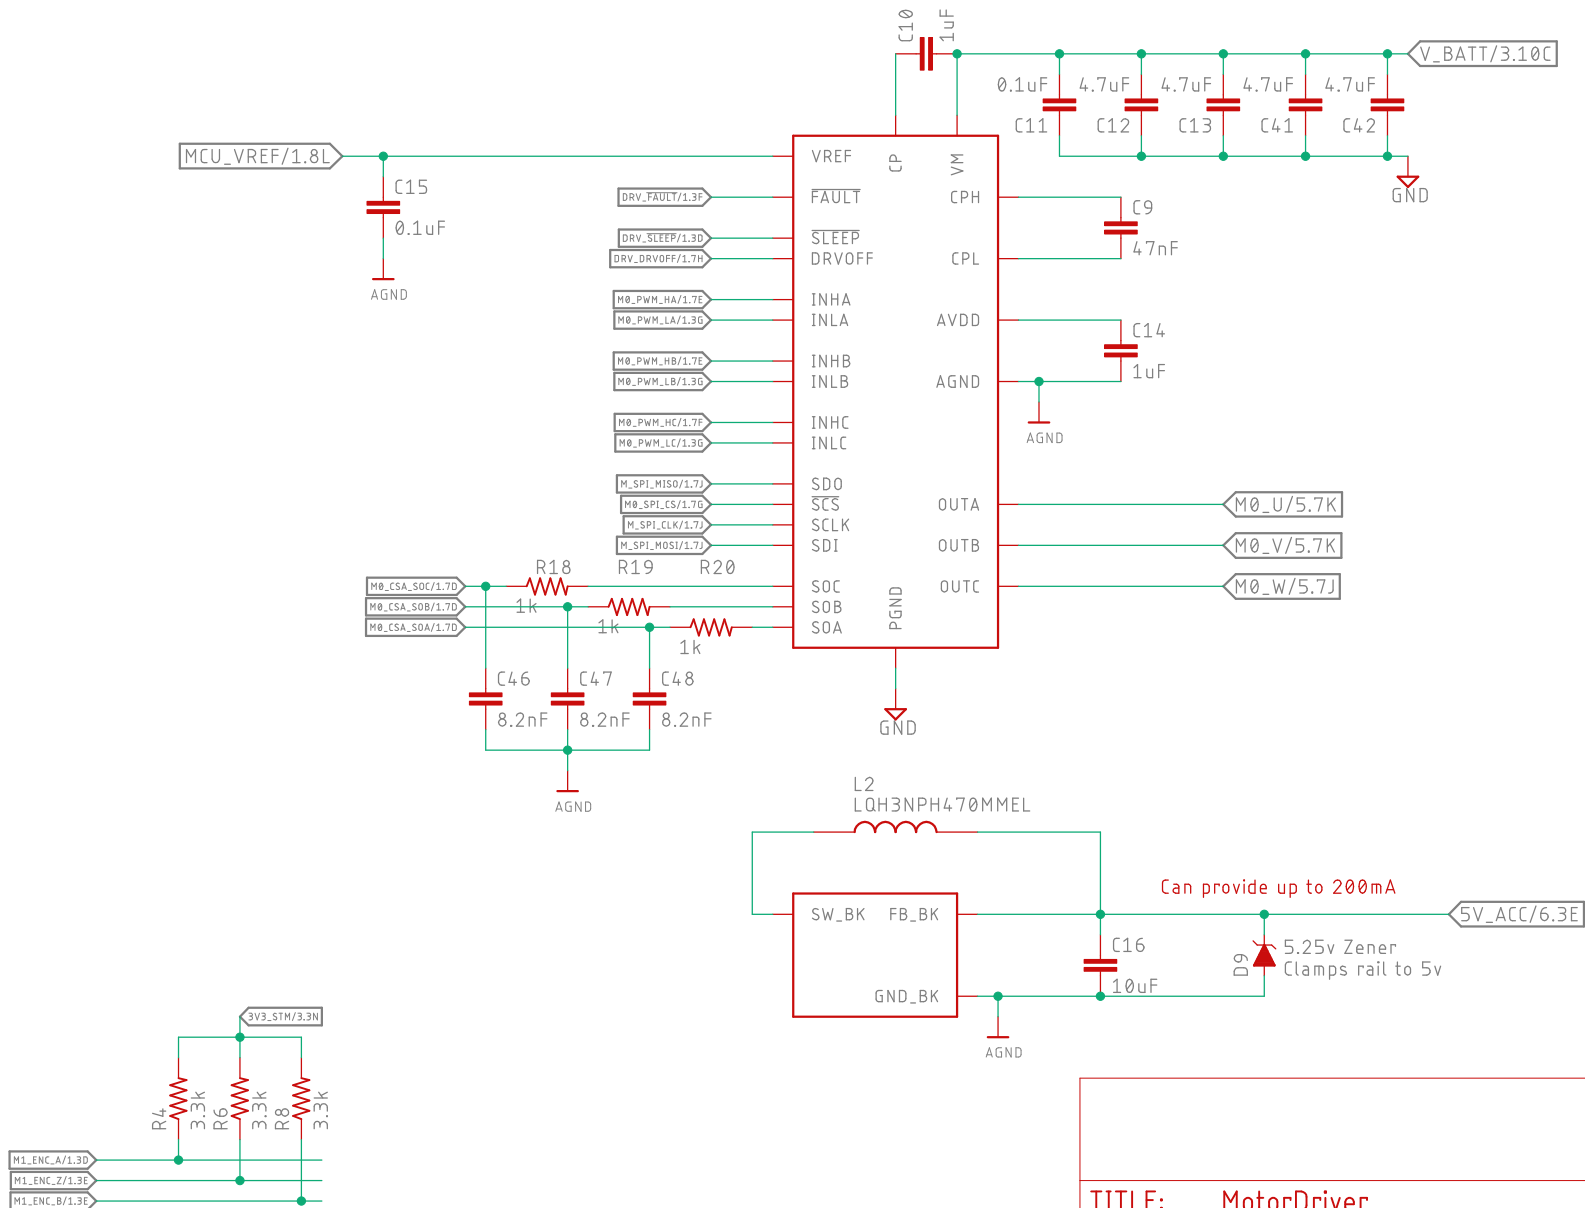 C10
1uF
V_BATT/3.10C
0.1uF
4.7uF
4.7uF
4.7uF
4.7uF
C11
C12
C13
C41
C42
GND
MCU_VREF/1.8L
C15
0.1uF
AGND
VREF
CP
VM
DRV_FAULT/1.3F
FAULT
CPH
C9
47nF
DRV_SLEEP/1.3D
SLEEP
DRV_DRVOFF/1.7H
DRVOFF
CPL
M0_PWM_HA/1.7E
INHA
M0_PWM_LA/1.3G
INLA
AVDD
C14
1uF
M0_PWM_HB/1.7E
INHB
M0_PWM_LB/1.3G
INLB
AGND
AGND
M0_PWM_HC/1.7F
INHC
M0_PWM_LC/1.3G
INLC
M_SPI_MISO/1.7J
SDO
M0_SPI_CS/1.7G
SCS
OUTA
M0_U/5.7K
M_SPI_CLK/1.7J
SCLK
M_SPI_MOSI/1.7J
SDI
OUTB
M0_V/5.7K
R18
R19
R20
M0_CSA_SOC/1.7D
SOC
OUTC
M0_W/5.7J
1k
M0_CSA_SOB/1.7D
SOB
1k
M0_CSA_SOA/1.7D
SOA
1k
PGND
GND
C46
8.2nF
C47
8.2nF
C48
8.2nF
AGND
L2
LQH3NPH470MMEL
SW_BK
FB_BK
GND_BK
Can provide up to 200mA
5V_ACC/6.3E
C16
10uF
D9
5.25v Zener
Clamps rail to 5v
AGND
3V3_STM/3.3N
R4
3.3k
R6
3.3k
R8
3.3k
M1_ENC_A/1.3D
M1_ENC_Z/1.3E
M1_ENC_B/1.3E
TITLE: MotorDriver